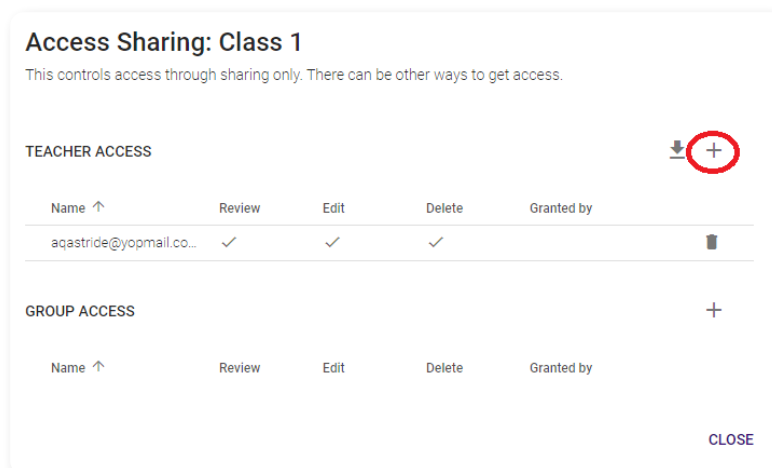 Access Sharing: Class 1
This controls access through sharing only. There can be other ways to get access.
TEACHER ACCESS
Name Review Edit Delete Granted by
aqastride@yopmail.co...
GROUP ACCESS
Name Review Edit Delete Granted by
CLOSE